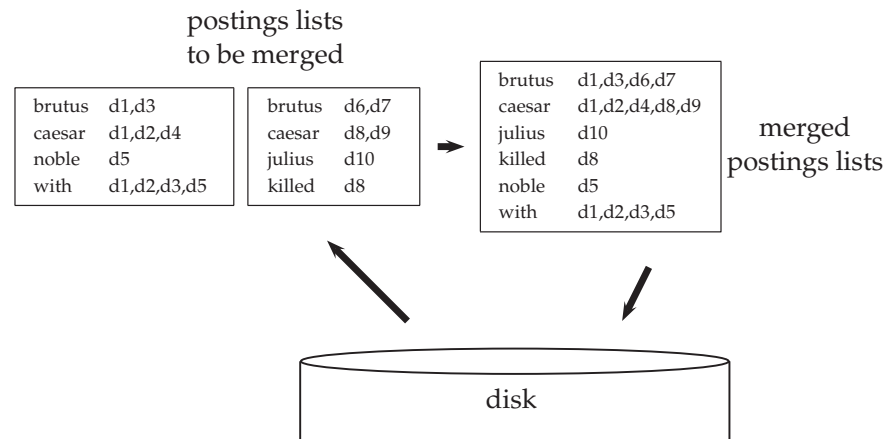 postings lists
to be merged
brutus d1,d3
caesar d1,d2,d4
noble d5
with d1,d2,d3,d5
brutus d6,d7
caesar d8,d9
julius d10
killed d8
brutus d1,d3,d6,d7
caesar d1,d2,d4,d8,d9
julius d10
killed d8
noble d5
with d1,d2,d3,d5
merged
postings lists
disk